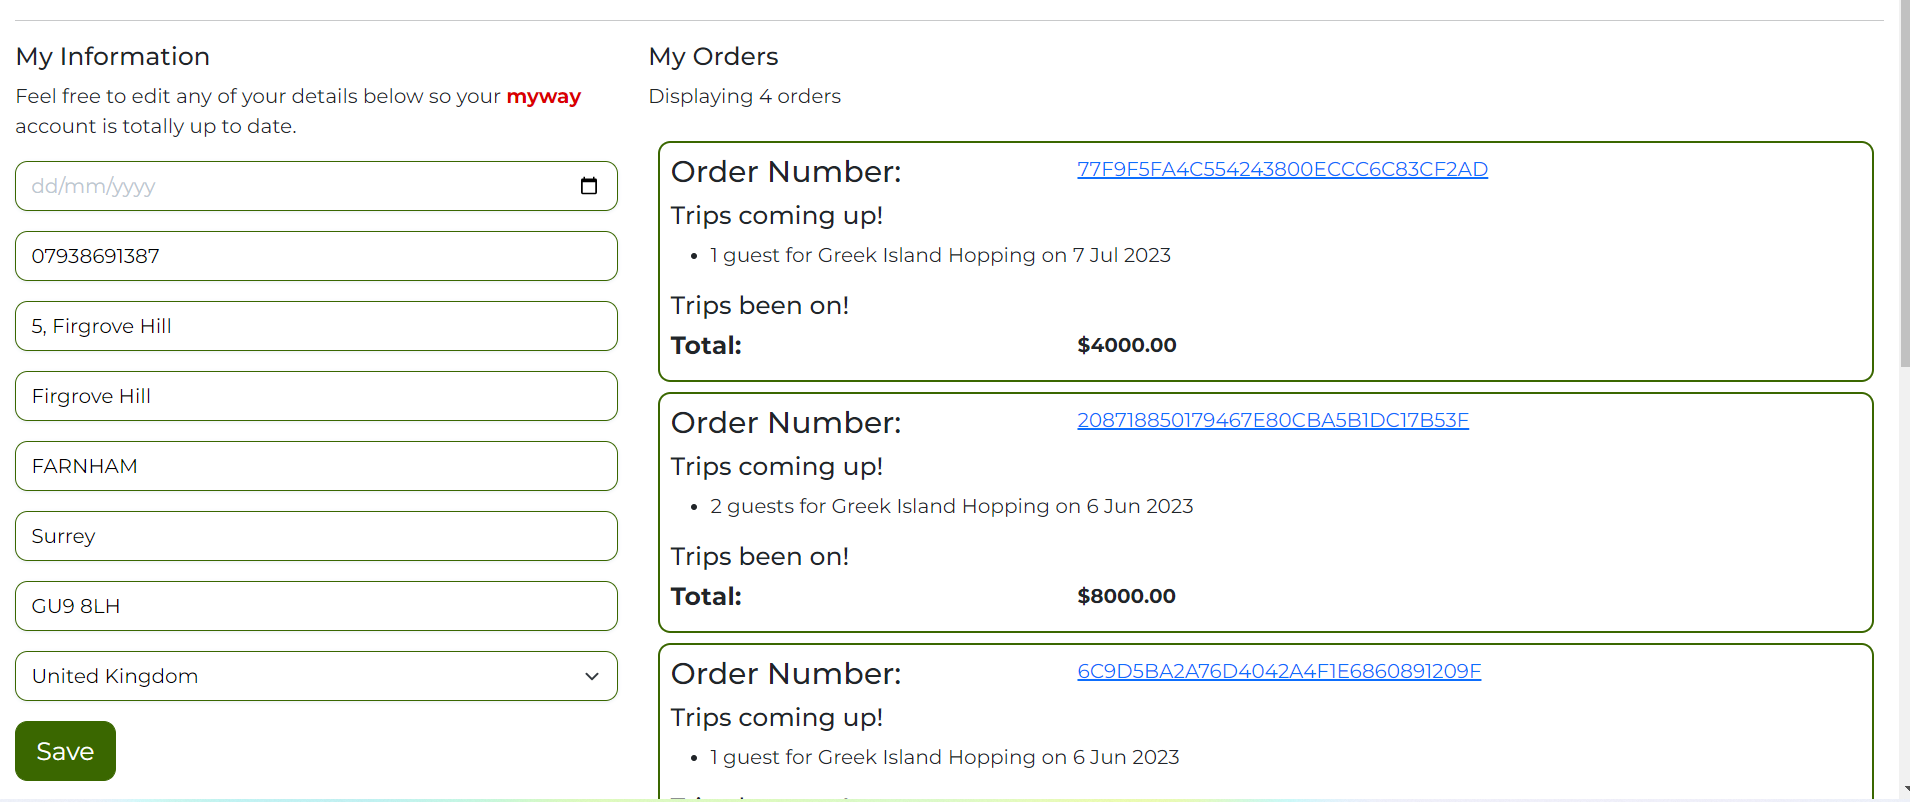 My Information
Feel free to edit any of your details below so your myway
account is totally up to date.
dd/mm/yyyy
07938691387
5, Firgrove Hill
Firgrove Hill
FARNHAM
Surrey
GU9 8LH
United Kingdom
Save
My Orders
Displaying 4 orders
Order Number: 77F9F5FA4C554243800ECCC6C83CF2AD
Trips coming up!
• 1 guest for Greek Island Hopping on 7 Jul 2023
Trips been on!
Total: $4000.00
Order Number: 208718850179467E80CBA5B1DC17B53F
Trips coming up!
• 2 guests for Greek Island Hopping on 6 Jun 2023
Trips been on!
Total: $8000.00
Order Number: 6C9D5BA2A76D4042A4F1E6860891209F
Trips coming up!
• 1 guest for Greek Island Hopping on 6 Jun 2023